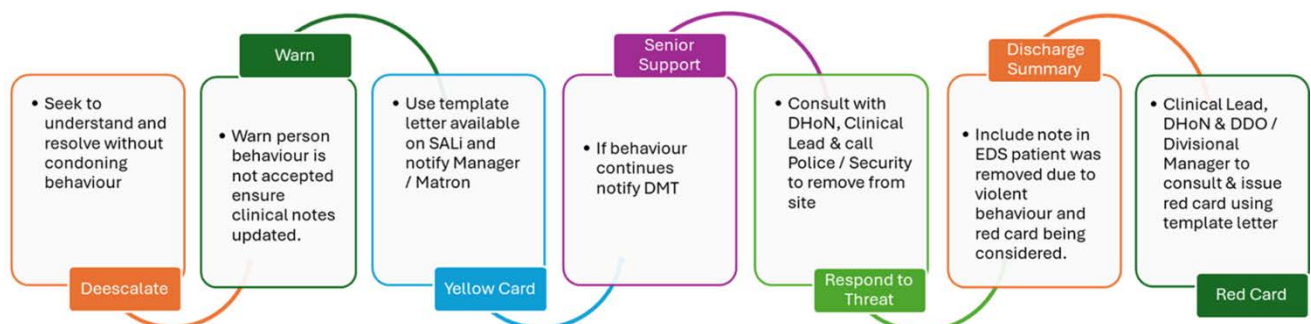 • Seek to
understand and
resolve without
condoning
behaviour
Deescalate
Warn
• Warn person
behaviour is
not accepted
ensure
clinical notes
updated.
• Use template
letter available
on SALi and
notify Manager
/ Matron
Yellow Card
Senior
Support
• If behaviour
continues
notify DMT
• Consult with
DHoN, Clinical
Lead & call
Police / Security
to remove from
site
Respond to
Threat
Discharge
Summary
• Include note in
EDS patient was
removed due to
violent
behaviour and
red card being
considered.
• Clinical Lead,
DHoN & DDO /
Divisional
Manager to
consult & issue
red card using
template letter
Red Card